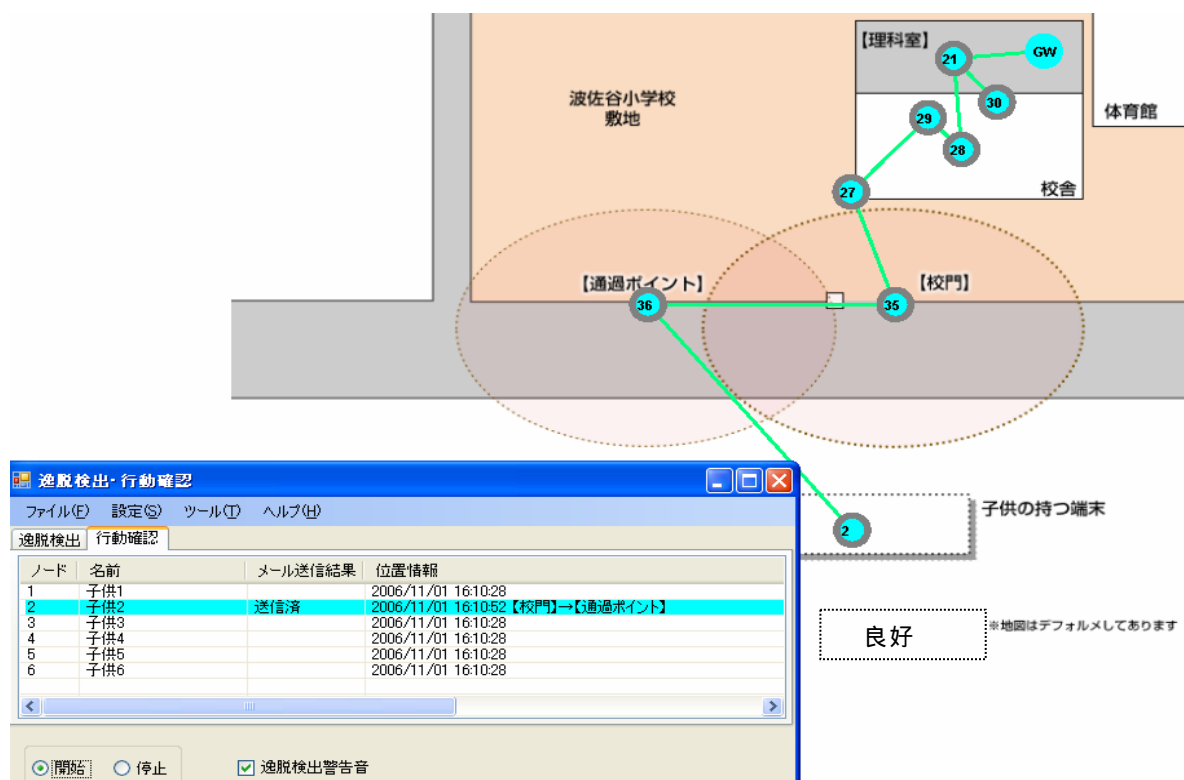 【理科室】
21
GW
30
29
28
体育館
波佐谷小学校
敷地
27
校舎
【通過ポイント】
【校門】
36
35
逸脱検出・行動確認
ファイル(F) 設定(S) ツール(T) ヘルプ(H)
逸脱検出 行動確認
ノード 名前 メール送信結果 位置情報
1 子供1 2006/11/01 16:10:28
2 子供2 送信済 2006/11/01 16:10:52 【校門】→【通過ポイント】
3 子供3 2006/11/01 16:10:28
4 子供4 2006/11/01 16:10:28
5 子供5 2006/11/01 16:10:28
6 子供6 2006/11/01 16:10:28
開始 停止 逸脱検出警告音
子供の持つ端末
2
良好
※地図はデフォルメしてあります